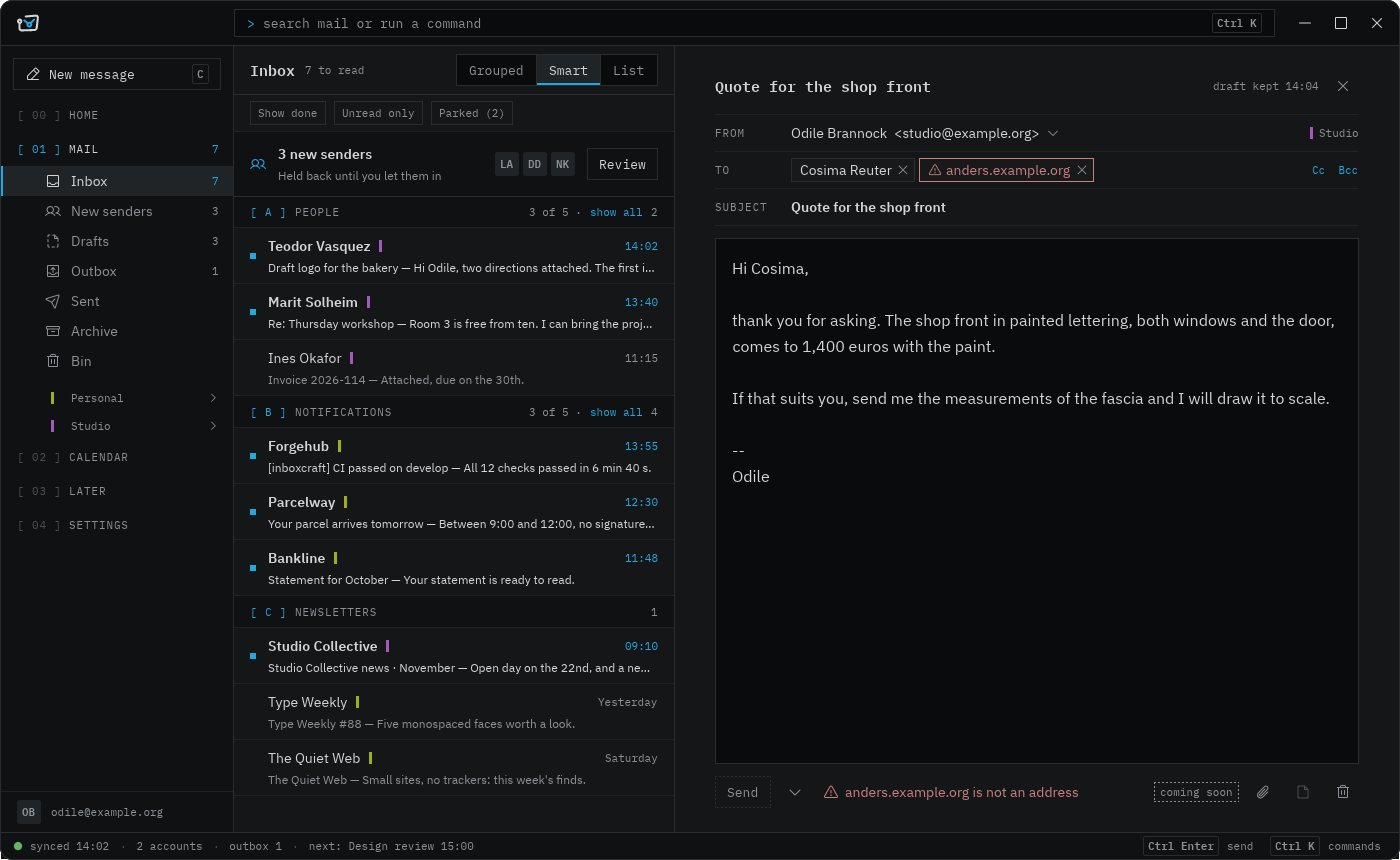 > search mail or run a command Ctrl K
New message C
[ 00 ] HOME
[ 01 ] MAIL 7
Inbox 7
New senders 3
Drafts 3
Outbox 1
Sent
Archive
Bin
Personal
Studio
[ 02 ] CALENDAR
[ 03 ] LATER
[ 04 ] SETTINGS
OB odile@example.org
Inbox 7 to read Grouped Smart List
Show done Unread only Parked (2)
3 new senders
Held back until you let them in
LA DD NK Review
[ A ] PEOPLE 3 of 5 · show all 2
Teodor Vasquez 14:02
Draft logo for the bakery — Hi Odile, two directions attached. The first i…
Marit Solheim 13:40
Re: Thursday workshop — Room 3 is free from ten. I can bring the proj…
Ines Okafor 11:15
Invoice 2026-114 — Attached, due on the 30th.
[ B ] NOTIFICATIONS 3 of 5 · show all 4
Forgehub 13:55
[inboxcraft] CI passed on develop — All 12 checks passed in 6 min 40 s.
Parcelway 12:30
Your parcel arrives tomorrow — Between 9:00 and 12:00, no signature…
Bankline 11:48
Statement for October — Your statement is ready to read.
[ C ] NEWSLETTERS 1
Studio Collective 09:10
Studio Collective news · November — Open day on the 22nd, and a ne…
Type Weekly Yesterday
Type Weekly #88 — Five monospaced faces worth a look.
The Quiet Web Saturday
The Quiet Web — Small sites, no trackers: this week's finds.
Quote for the shop front draft kept 14:04
FROM Odile Brannock <studio@example.org> Studio
TO Cosima Reuter anders.example.org Cc Bcc
SUBJECT Quote for the shop front
Hi Cosima,
thank you for asking. The shop front in painted lettering, both windows and the door,
comes to 1,400 euros with the paint.
If that suits you, send me the measurements of the fascia and I will draw it to scale.
--
Odile
Send anders.example.org is not an address coming soon
synced 14:02 · 2 accounts · outbox 1 · next: Design review 15:00 Ctrl Enter send Ctrl K commands